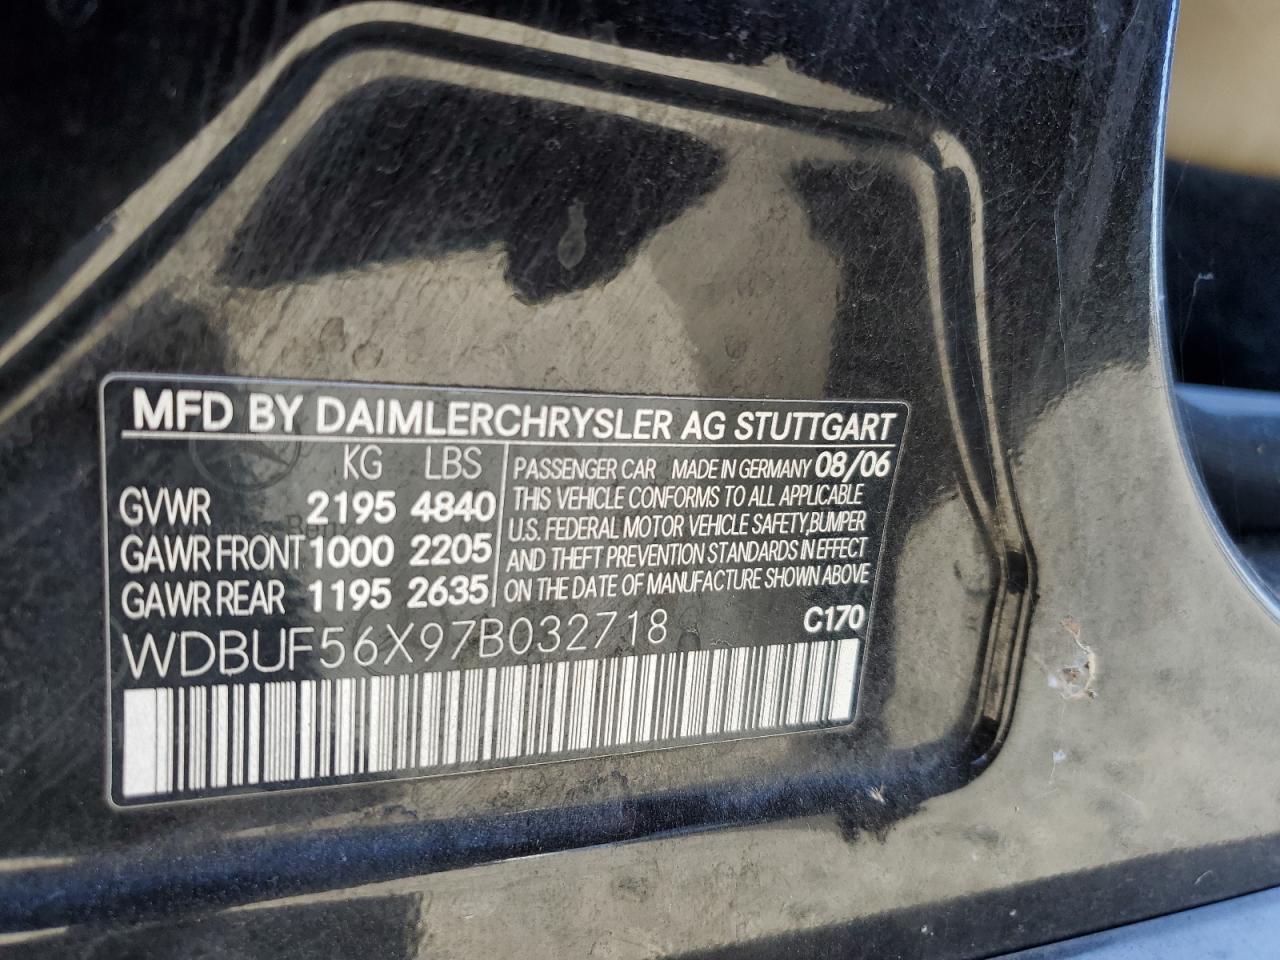 MFD BY DAIMLERCHRYSLER AG STUTTGART
KG LBS
GVWR 2195 4840
GAWR FRONT 1000 2205
GAWR REAR 1195 2635
PASSENGER CAR MADE IN GERMANY 08/06
THIS VEHICLE CONFORMS TO ALL APPLICABLE
U.S. FEDERAL MOTOR VEHICLE SAFETY,BUMPER
AND THEFT PREVENTION STANDARDS IN EFFECT
ON THE DATE OF MANUFACTURE SHOWN ABOVE
WDBUF56X97B032718
C170